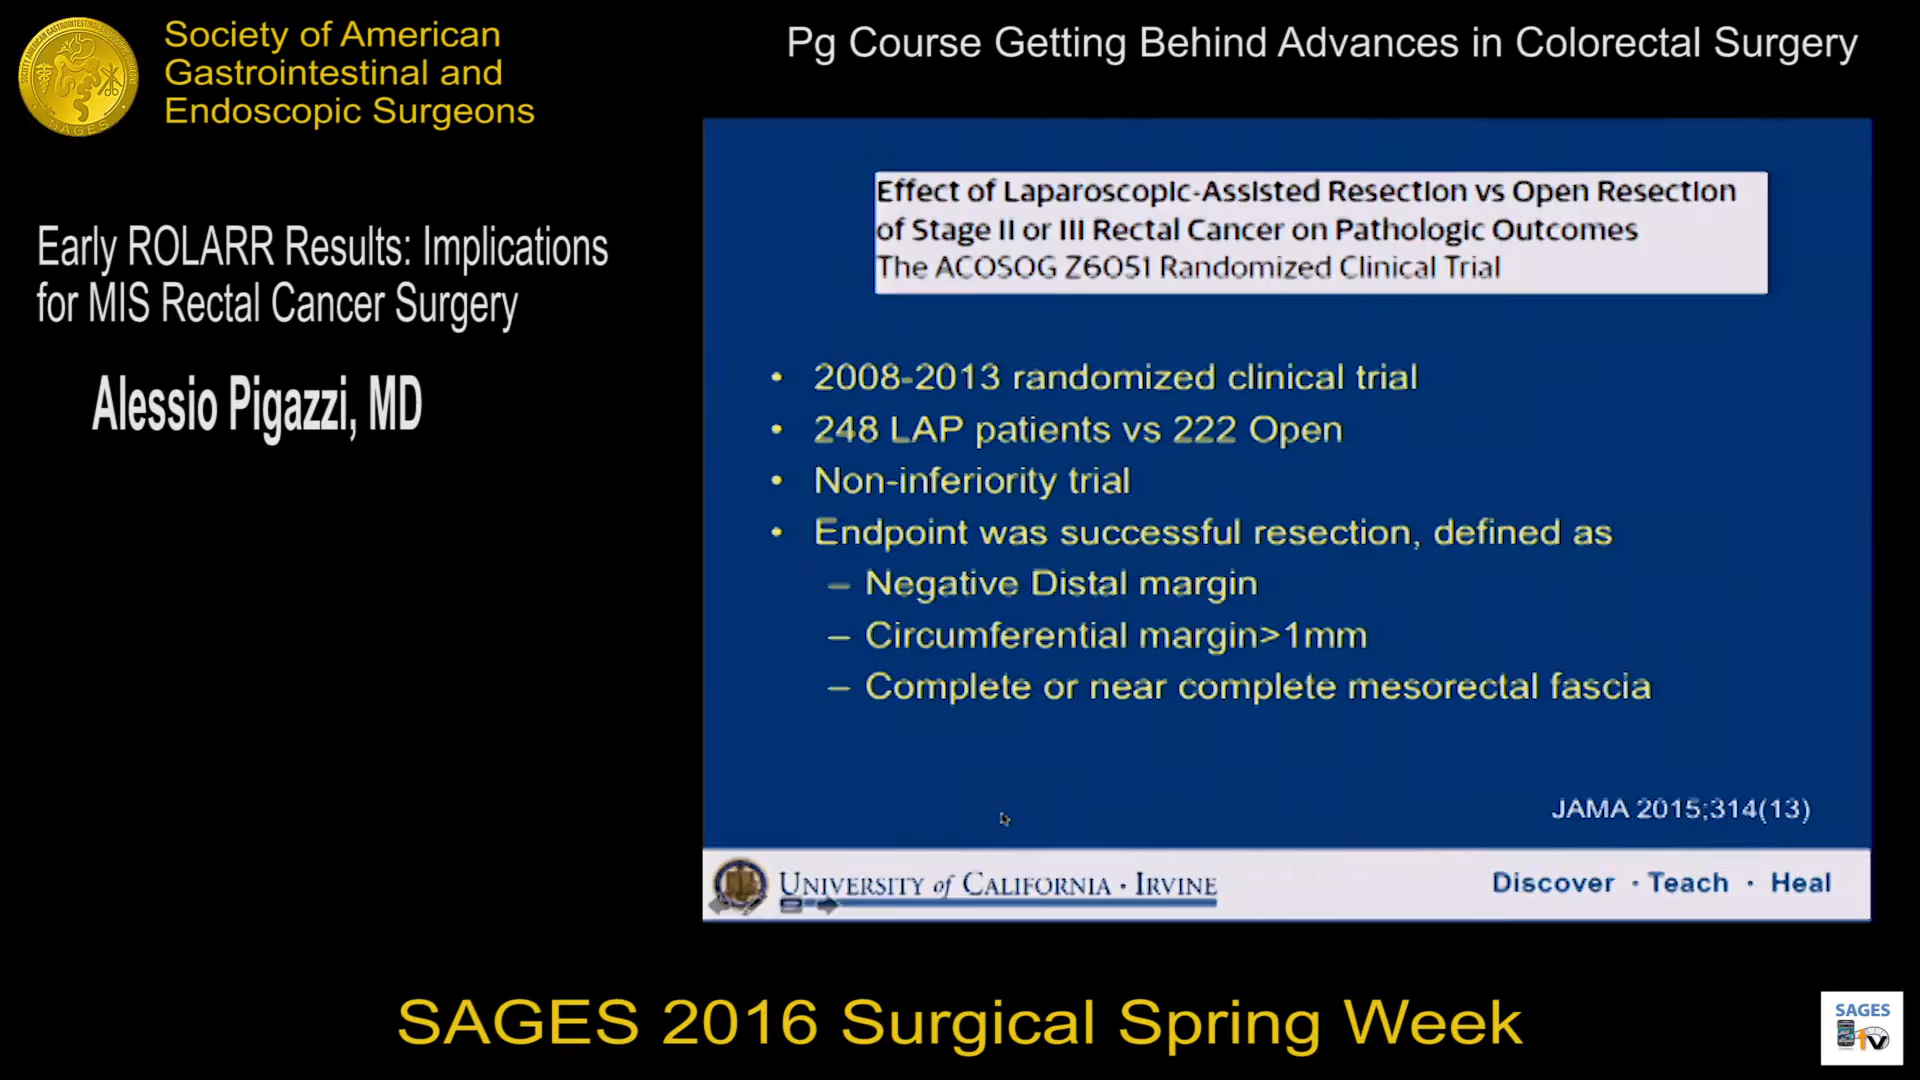 Society of American
Gastrointestinal and
Endoscopic Surgeons
SAGES
Pg Course Getting Behind Advances in Colorectal Surgery
Early ROLARR Results: Implications
for MIS Rectal Cancer Surgery
Alessio Pigazzi, MD
Effect of Laparoscopic-Assisted Resection vs Open Resection
of Stage II or III Rectal Cancer on Pathologic Outcomes
The ACOSOG Z6051 Randomized Clinical Trial
• 2008-2013 randomized clinical trial
• 248 LAP patients vs 222 Open
• Non-inferiority trial
• Endpoint was successful resection, defined as
– Negative Distal margin
– Circumferential margin>1mm
– Complete or near complete mesorectal fascia
JAMA 2015;314(13)
UNIVERSITY of CALIFORNIA · IRVINE
Discover · Teach · Heal
SAGES 2016 Surgical Spring Week
SAGES
tv